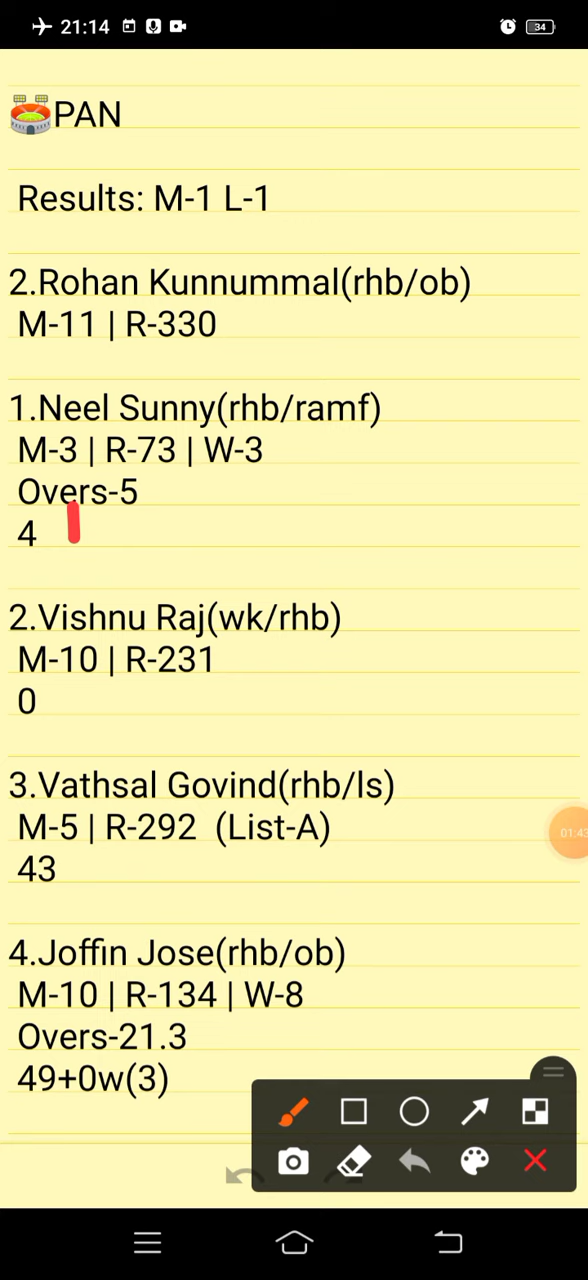 21:14
34
PAN
Results: M-1 L-1
2.Rohan Kunnummal(rhb/ob)
M-11 | R-330
1.Neel Sunny(rhb/ramf)
M-3 | R-73 | W-3
Overs-5
4
2.Vishnu Raj(wk/rhb)
M-10 | R-231
0
3.Vathsal Govind(rhb/ls)
M-5 | R-292 (List-A)
01:43
43
4.Joffin Jose(rhb/ob)
M-10 | R-134 | W-8
Overs-21.3
49+0w(3)